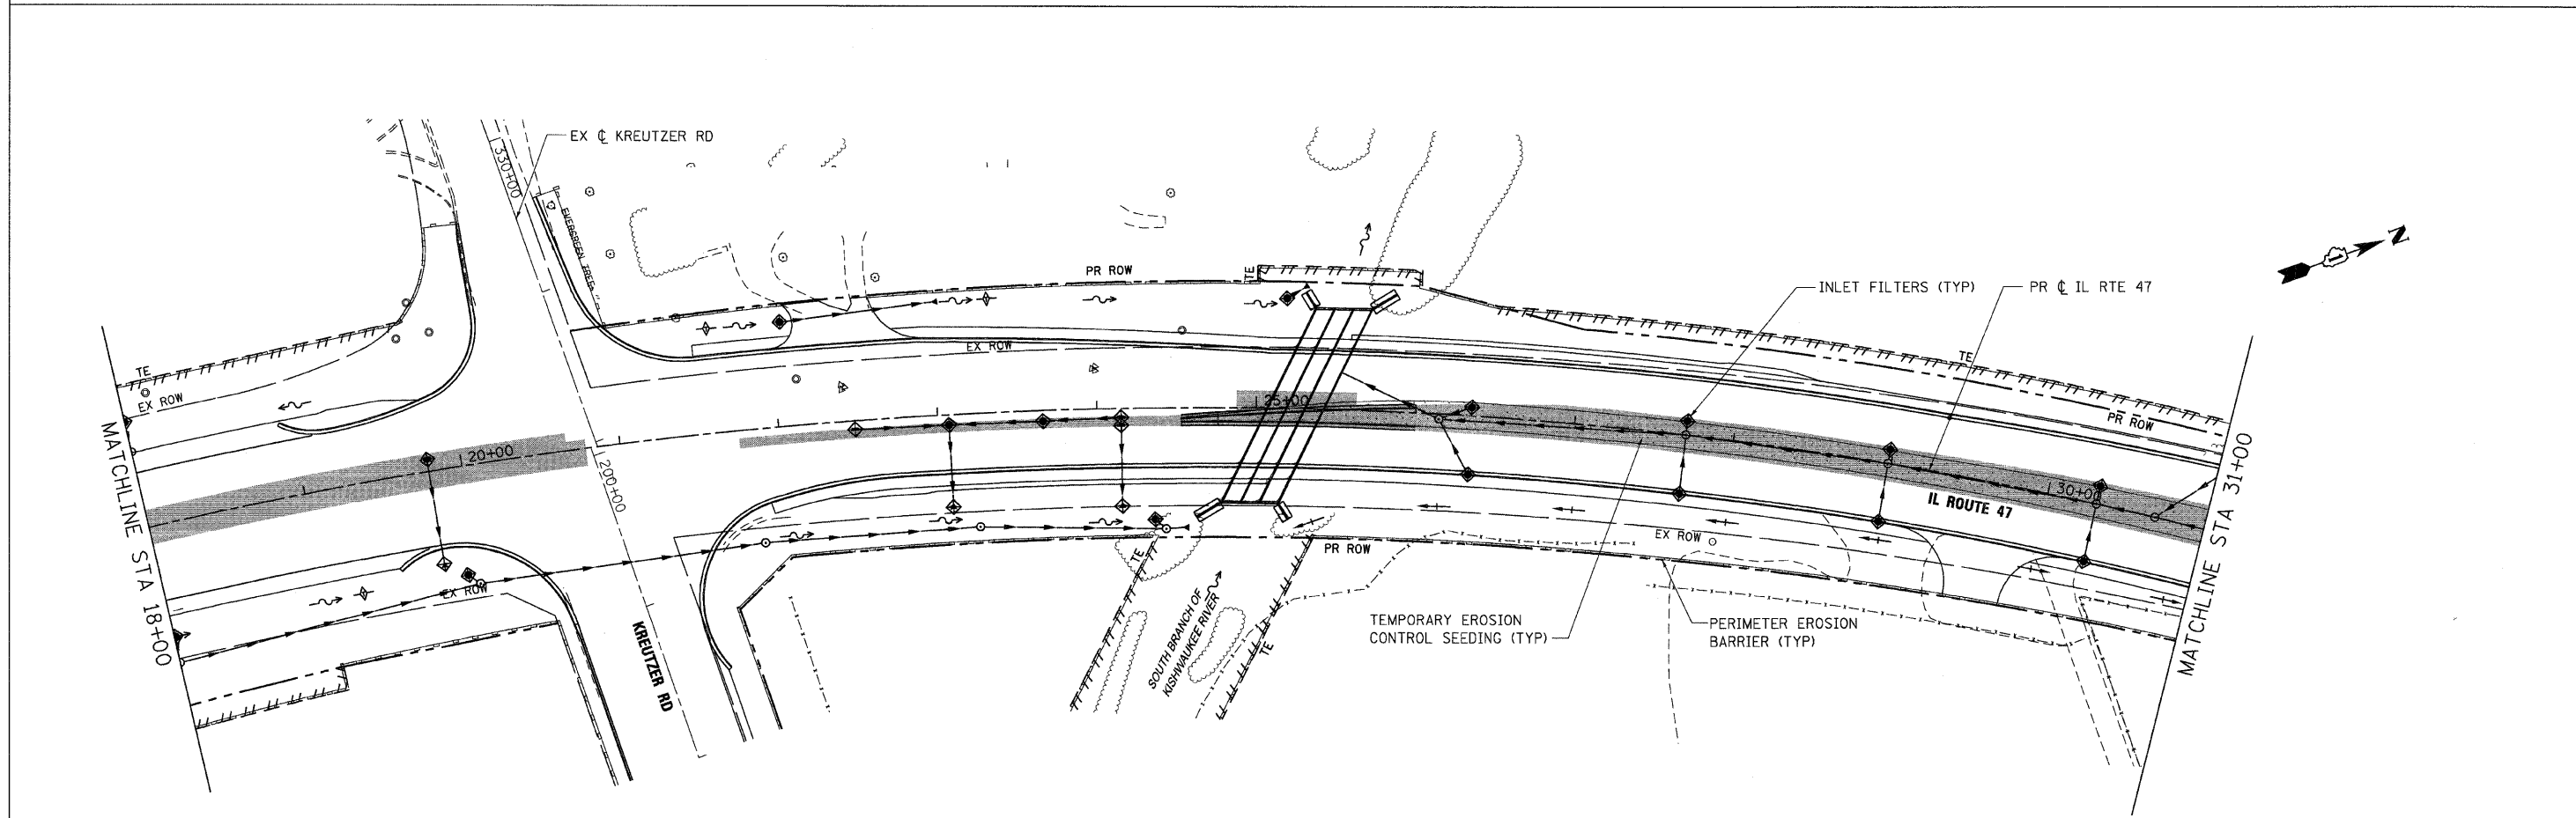 EX ℄ KREUTZER RD
330+00
EVERGREEN TREES
TE
PR ROW
INLET FILTERS (TYP)
PR ℄ IL RTE 47
N
TE
EX ROW
EX ROW
TE
PR ROW
25+00
MATCHLINE STA 18+00
20+00
200+00
30+00
IL ROUTE 47
MATCHLINE STA 31+00
EX ROW
EX ROW
PR ROW
TE
KREUTZER RD
SOUTH BRANCH OF
KISHWAUKEE RIVER
TE
TEMPORARY EROSION
CONTROL SEEDING (TYP)
PERIMETER EROSION
BARRIER (TYP)